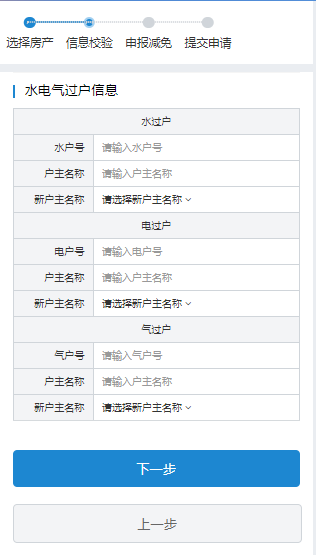 选择房产 信息校验 申报减免 提交申请
水电气过户信息
水过户
水户号 请输入水户号
户主名称 请输入户主名称
新户主名称 请选择新户主名称
电过户
电户号 请输入电户号
户主名称 请输入户主名称
新户主名称 请选择新户主名称
气过户
气户号 请输入气户号
户主名称 请输入户主名称
新户主名称 请选择新户主名称
下一步
上一步